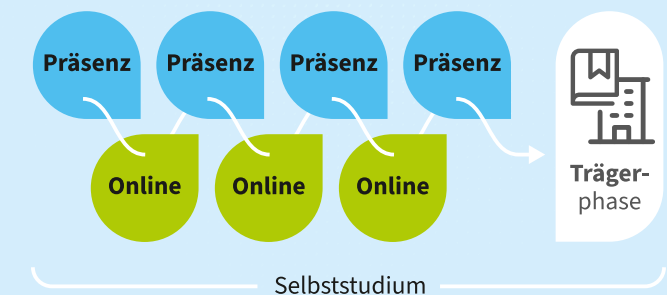 Präsenz
Präsenz
Präsenz
Präsenz
Online
Online
Online
Träger-
phase
Selbststudium